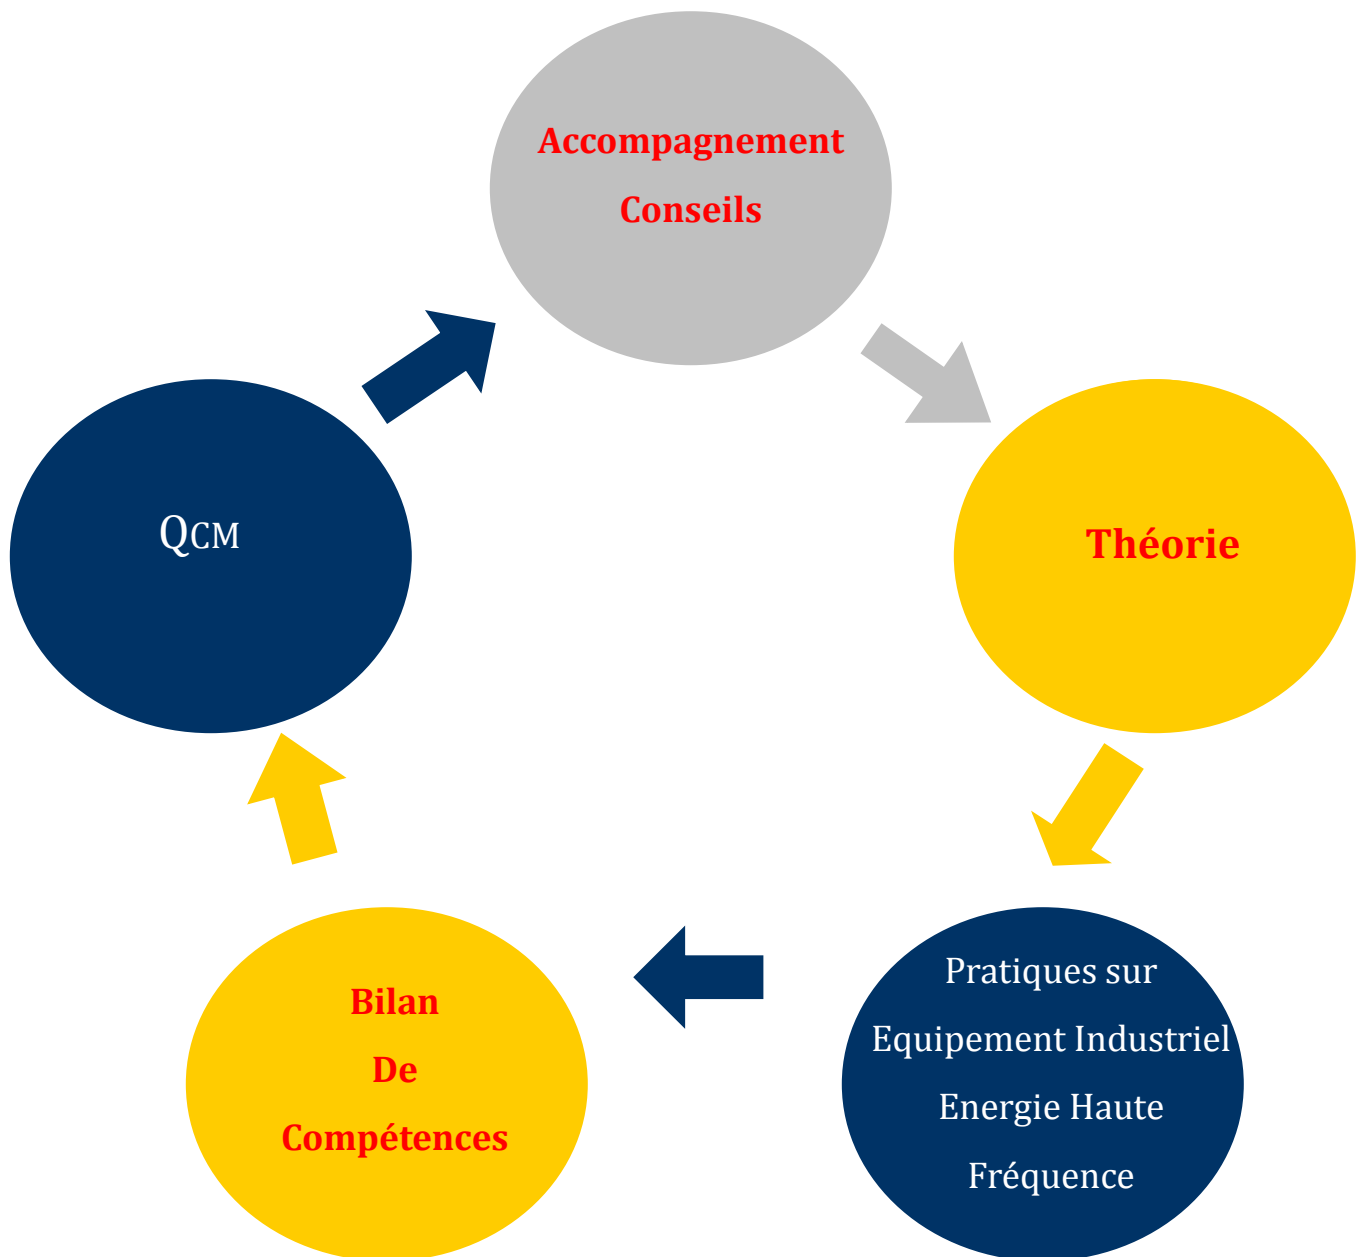 Accompagnement
Conseils
Théorie
Pratiques sur
Equipement Industriel
Energie Haute
Fréquence
Bilan
De
Compétences
QCM